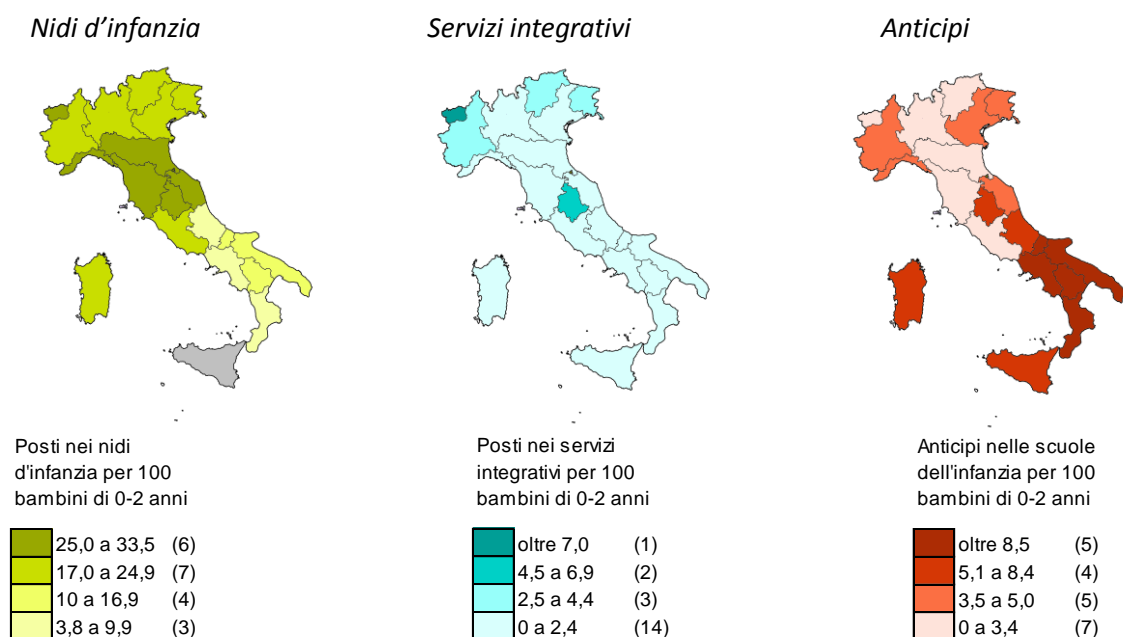 Nidi d'infanzia
Servizi integrativi
Anticipi
Posti nei nidi
d'infanzia per 100
bambini di 0-2 anni
25,0 a 33,5 (6)
17,0 a 24,9 (7)
10 a 16,9 (4)
3,8 a 9,9 (3)
Posti nei servizi
integrativi per 100
bambini di 0-2 anni
oltre 7,0 (1)
4,5 a 6,9 (2)
2,5 a 4,4 (3)
0 a 2,4 (14)
Anticipi nelle scuole
dell'infanzia per 100
bambini di 0-2 anni
oltre 8,5 (5)
5,1 a 8,4 (4)
3,5 a 5,0 (5)
0 a 3,4 (7)